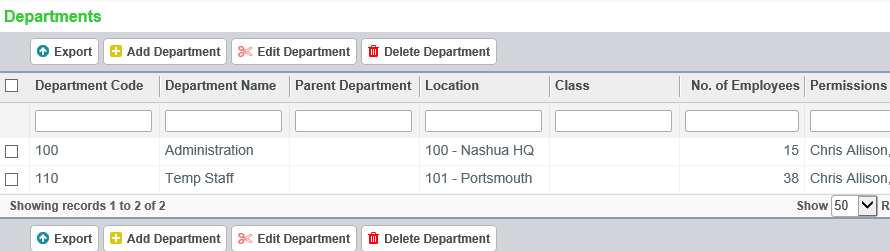 Departments
Export Add Department Edit Department Delete Department
Department Code Department Name Parent Department Location Class No. of Employees Permissions
100 Administration 100 - Nashua HQ 15 Chris Allison,
110 Temp Staff 101 - Portsmouth 38 Chris Allison,
Showing records 1 to 2 of 2 Show 50 R
Export Add Department Edit Department Delete Department